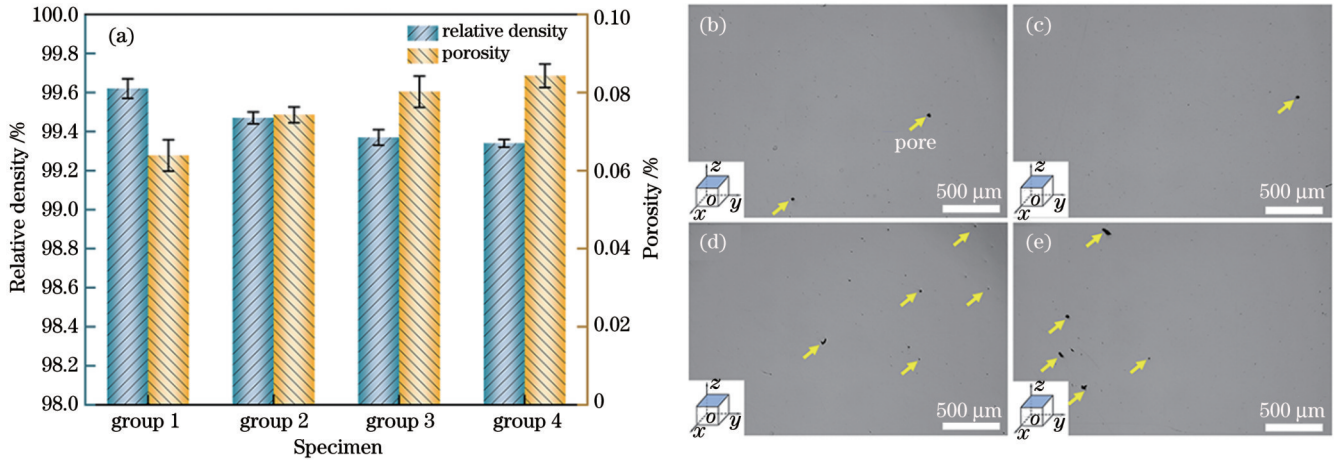 (a)
relative density
porosity
Relative density /%
100.0
99.8
99.6
99.4
99.2
99.0
98.8
98.6
98.4
98.2
98.0
0.10
0.08
0.06
0.04
0.02
0
Porosity /%
group 1 group 2 group 3 group 4
Specimen
(b)
pore
z
o
x y
500 μm
(c)
z
o
x y
500 μm
(d)
z
o
x y
500 μm
(e)
z
o
x y
500 μm